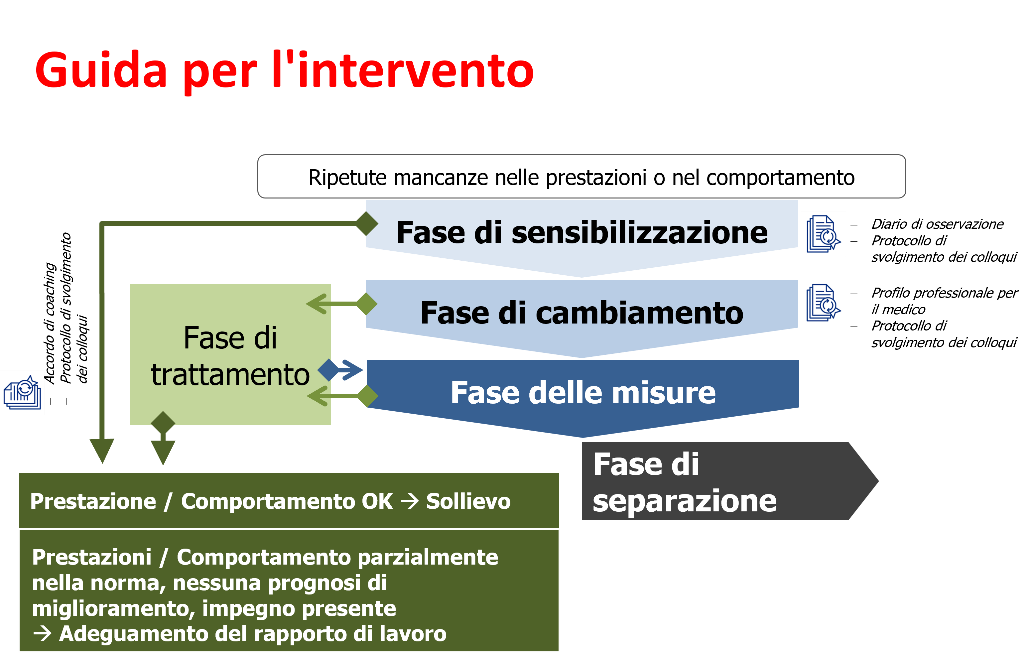 Guida per l'intervento
Ripetute mancanze nelle prestazioni o nel comportamento
Fase di sensibilizzazione
– Diario di osservazione
– Protocollo di
svolgimento dei colloqui
Fase di cambiamento
– Profilo professionale per
il medico
– Protocollo di
svolgimento dei colloqui
Fase di
trattamento
– Accordo di coaching
– Protocollo di svolgimento
dei colloqui
Fase delle misure
Fase di
separazione
Prestazione / Comportamento OK → Sollievo
Prestazioni / Comportamento parzialmente
nella norma, nessuna prognosi di
miglioramento, impegno presente
→ Adeguamento del rapporto di lavoro